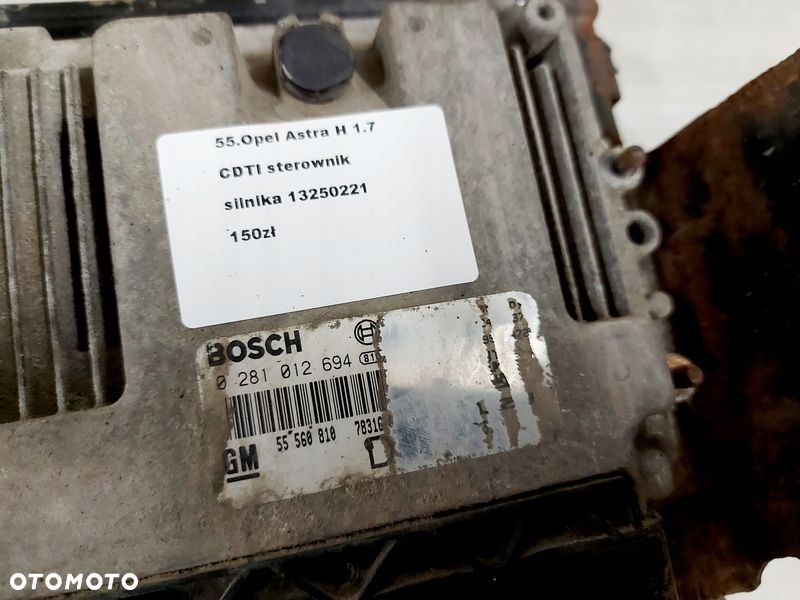 55.Opel Astra H 1.7
CDTI sterownik
silnika 13250221
150zł
BOSCH
0 281 012 694
55 560 810 78316
GM
OTOMOTO